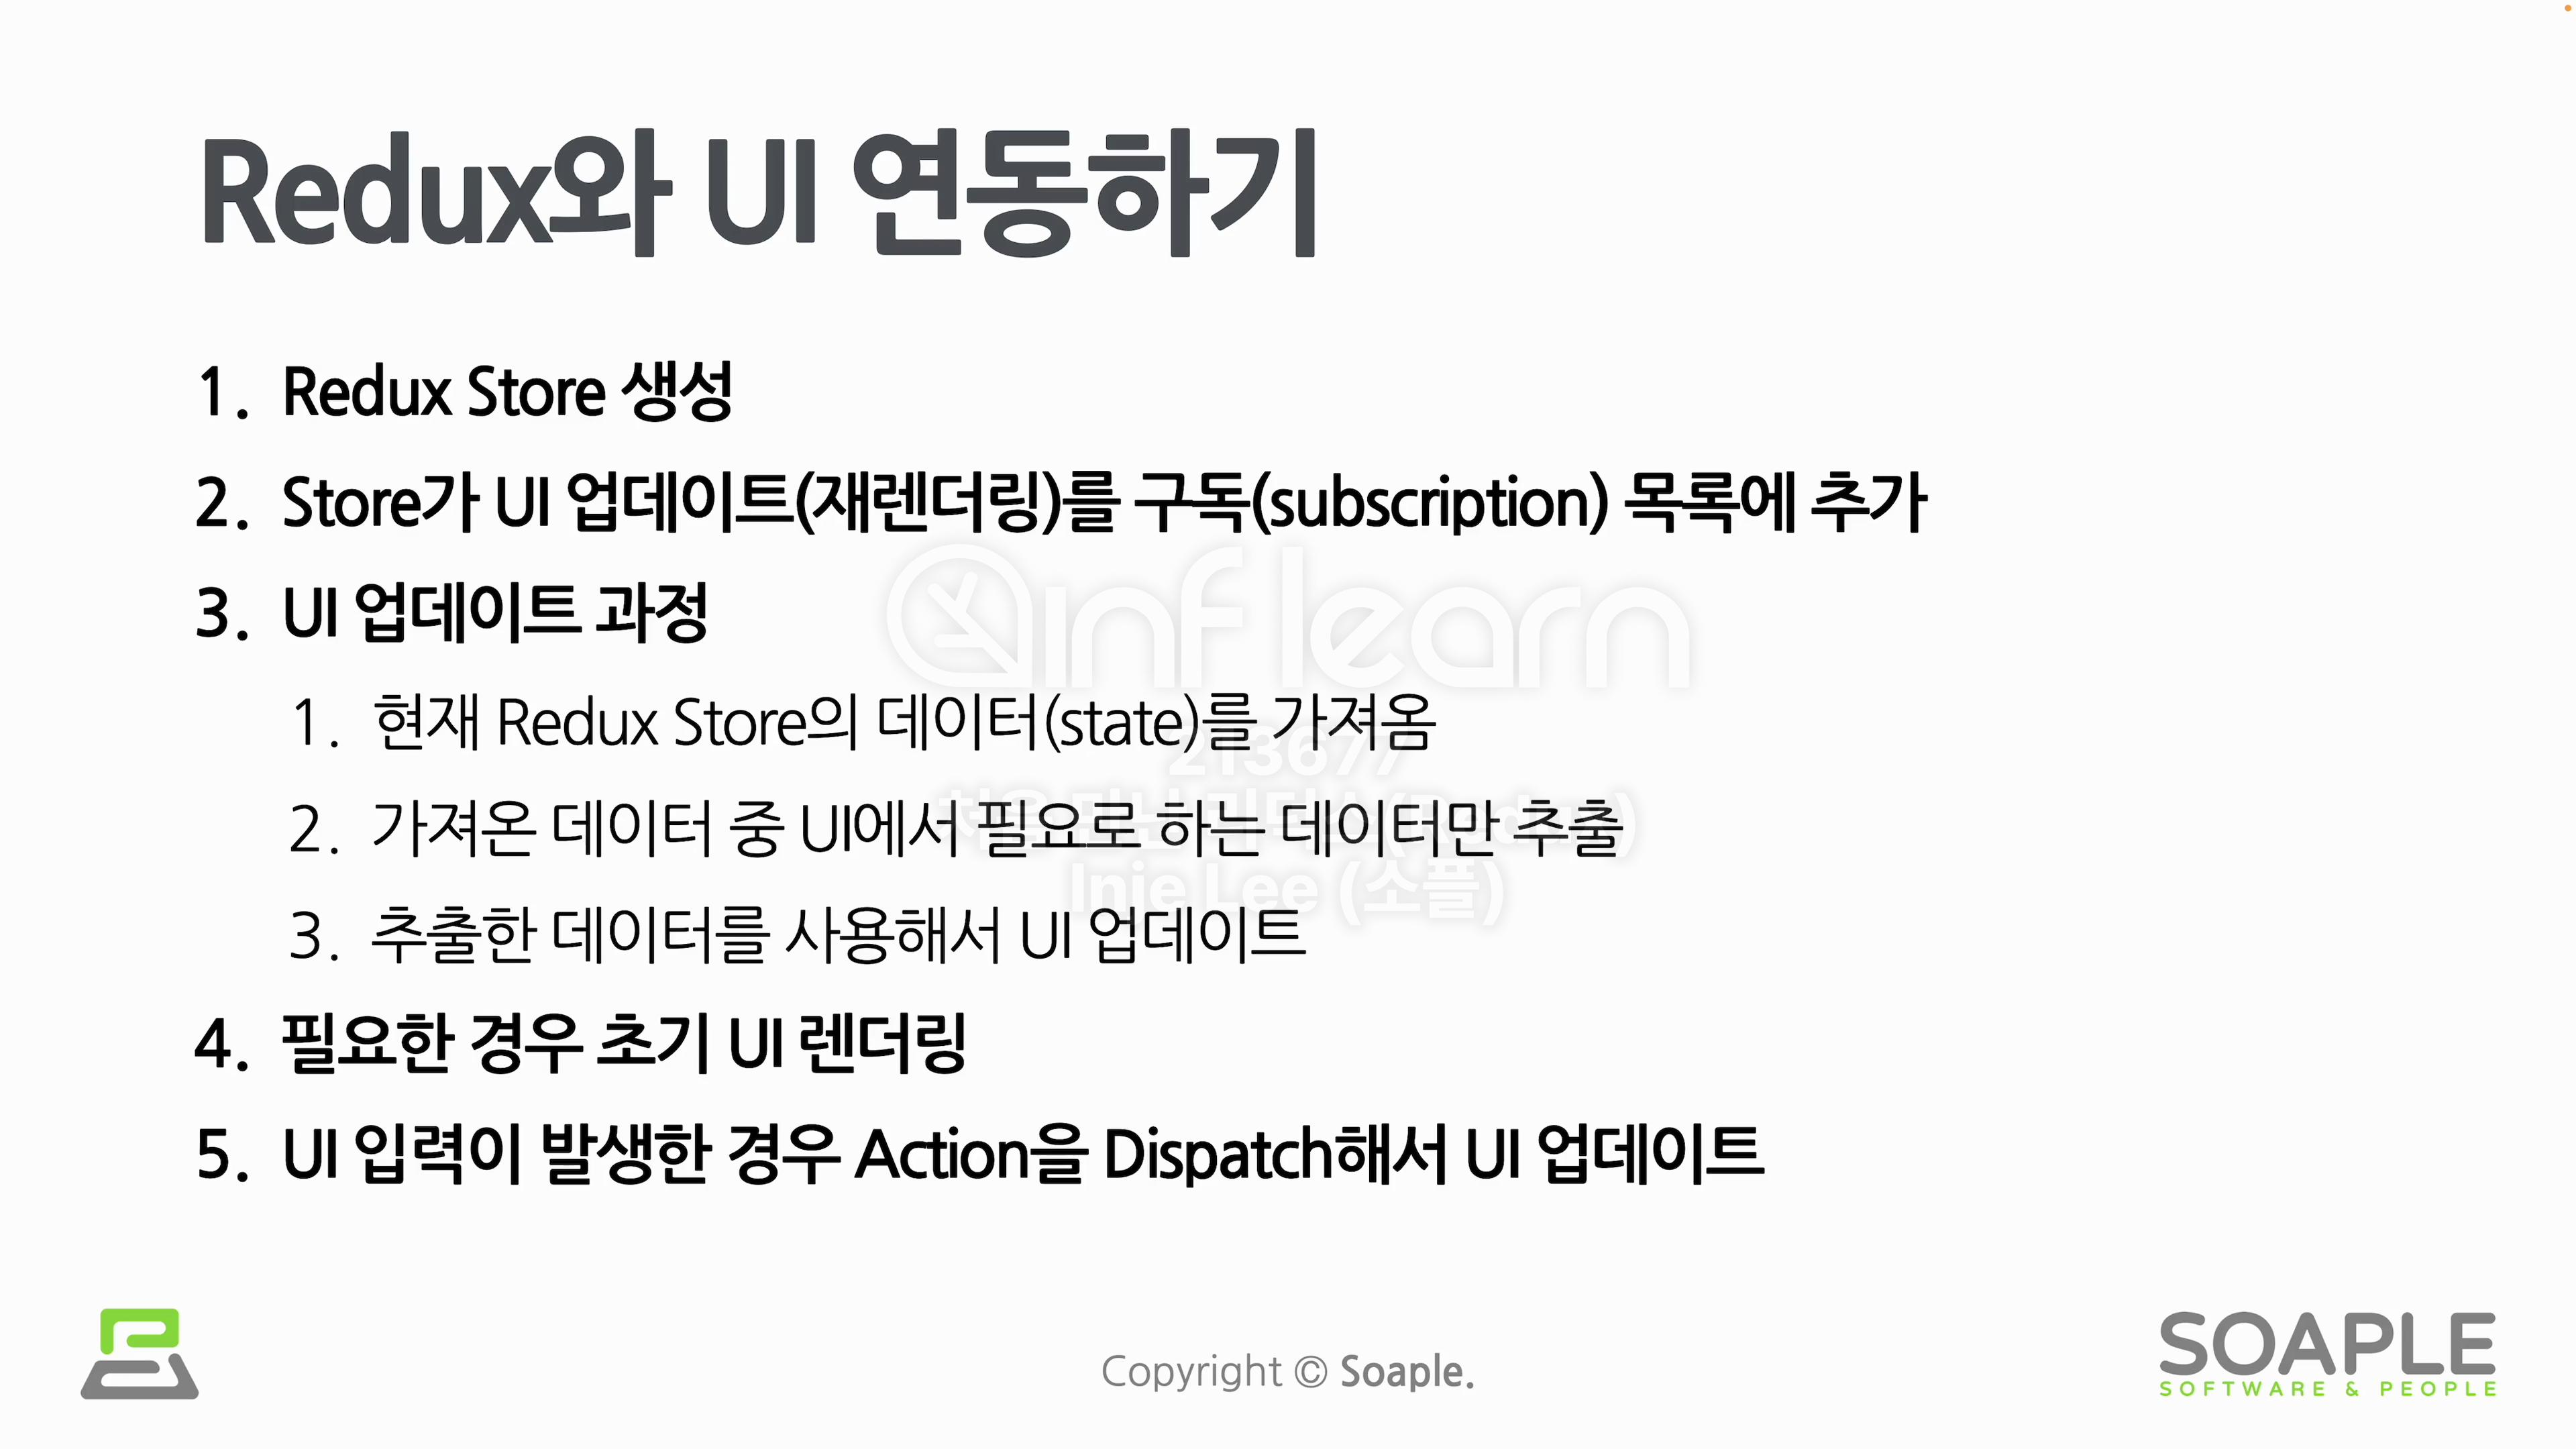 Redux와 UI 연동하기
1. Redux Store 생성
2. Store가 UI 업데이트(재렌더링)를 구독(subscription) 목록에 추가
inflearn
3. UI 업데이트 과정
1. 현재 Redux Store의 데이터(state)를 가져옴
213677
2. 가져온 데이터 중 UI에서 필요로 하는 데이터만 추출
Inje Lee (소플)
3. 추출한 데이터를 사용해서 UI 업데이트
4. 필요한 경우 초기 UI 렌더링
5. UI 입력이 발생한 경우 Action을 Dispatch해서 UI 업데이트
Copyright © Soaple.
SOAPLE
SOFTWARE & PEOPLE